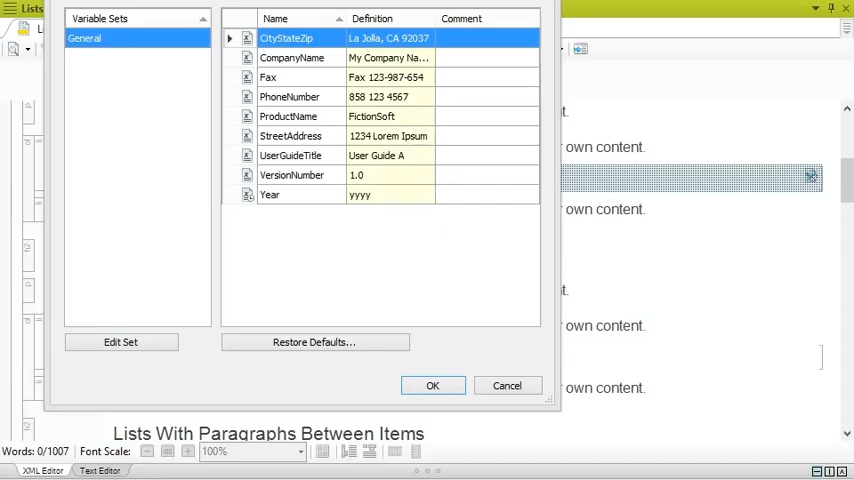 Lists
Variable Sets
General
Name Definition Comment
CityStateZip La Jolla, CA 92037
CompanyName My Company Na...
Fax Fax 123-987-654
PhoneNumber 858 123 4567
ProductName FictionSoft
StreetAddress 1234 Lorem Ipsum
UserGuideTitle User Guide A
VersionNumber 1.0
Year yyyy
Edit Set
Restore Defaults...
OK
Cancel
r own content.
r own content.
r own content.
r own content.
Lists With Paragraphs Between Items
Words: 0/1007 Font Scale: 100%
XML Editor Text Editor